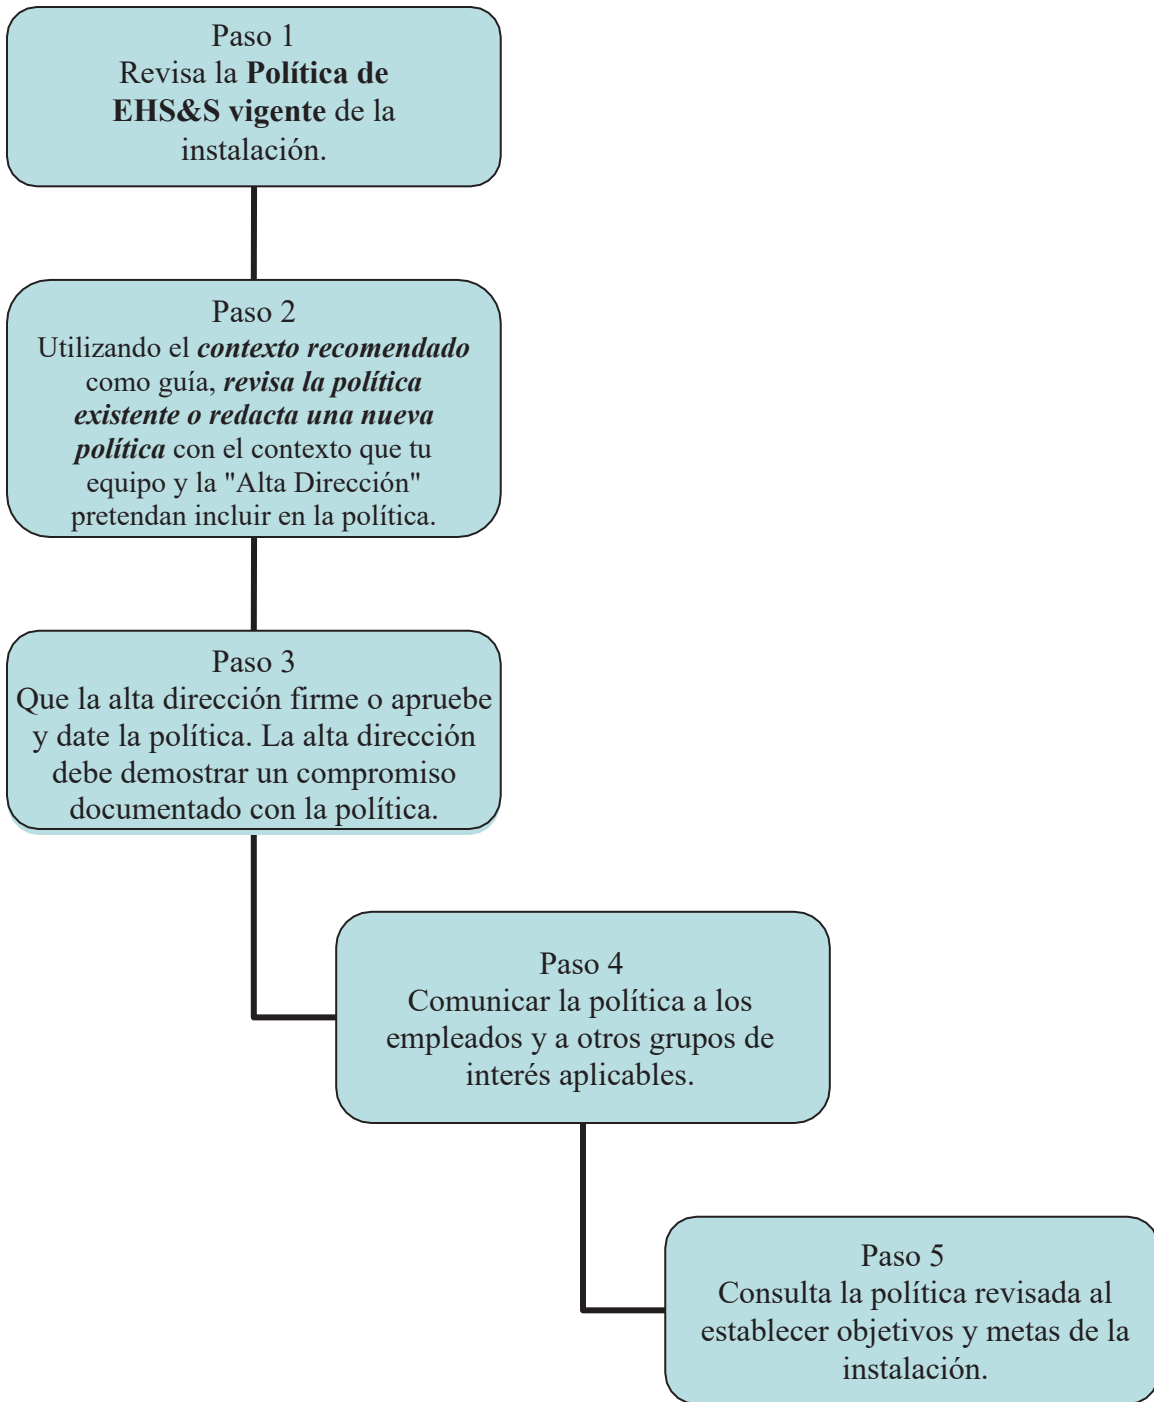 Paso 1
Revisa la Política de
EHS&S vigente de la
instalación.
Paso 2
Utilizando el contexto recomendado
como guía, revisa la política
existente o redacta una nueva
política con el contexto que tu
equipo y la "Alta Dirección"
pretendan incluir en la política.
Paso 3
Que la alta dirección firme o apruebe
y date la política. La alta dirección
debe demostrar un compromiso
documentado con la política.
Paso 4
Comunicar la política a los
empleados y a otros grupos de
interés aplicables.
Paso 5
Consulta la política revisada al
establecer objetivos y metas de la
instalación.